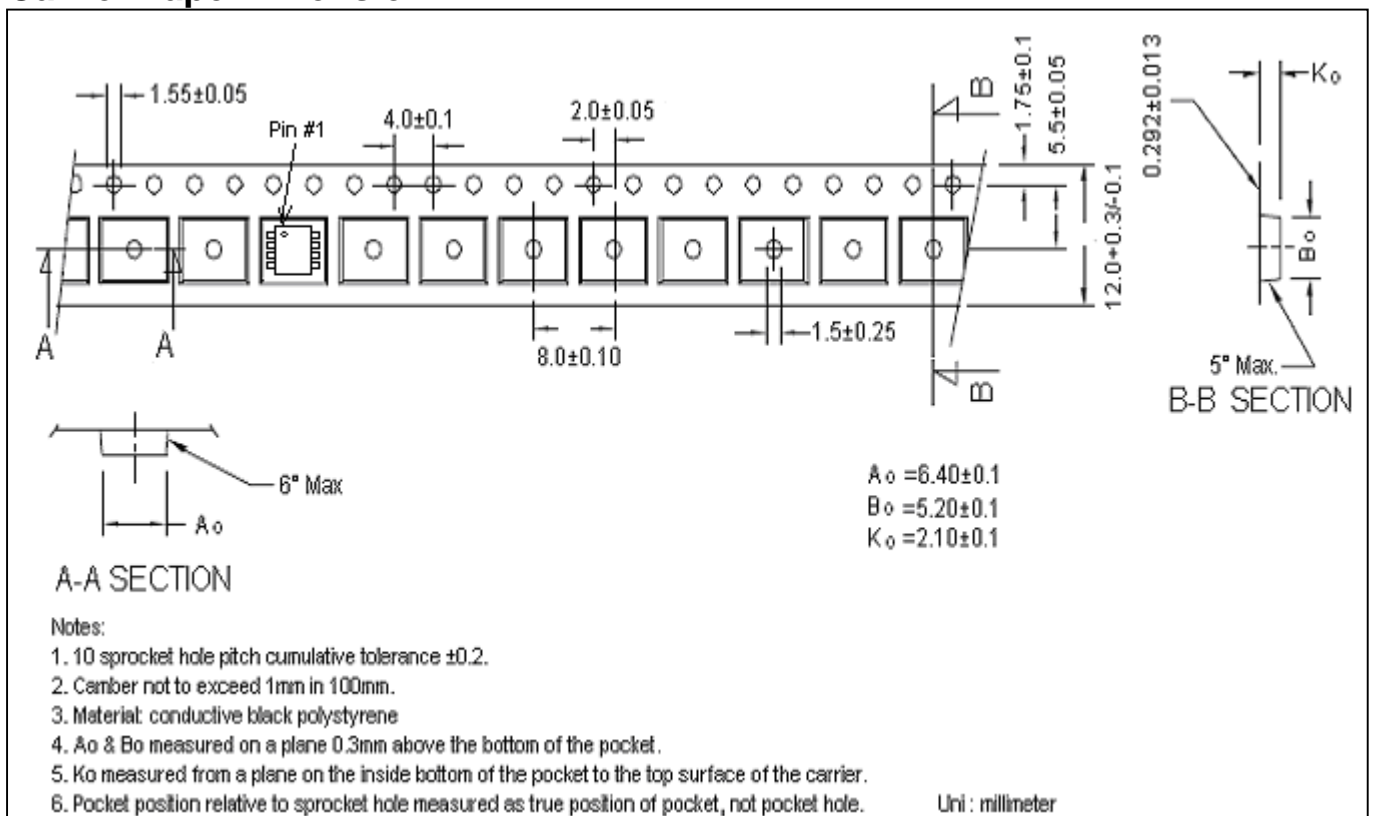 1.55±0.05
Pin #1
4.0±0.1
2.0±0.05
B
1.75±0.1
5.5±0.05
0.292±0.013
Ko
12.0+0.3/-0.1
Bo
A
A
8.0±0.10
1.5±0.25
B
5° Max.
B-B SECTION
6° Max
Ao
Ao =6.40±0.1
Bo =5.20±0.1
Ko =2.10±0.1
A-A SECTION
Notes:
1. 10 sprocket hole pitch cumulative tolerance ±0.2.
2. Camber not to exceed 1mm in 100mm.
3. Material: conductive black polystyrene
4. Ao & Bo measured on a plane 0.3mm above the bottom of the pocket.
5. Ko measured from a plane on the inside bottom of the pocket to the top surface of the carrier.
6. Pocket position relative to sprocket hole measured as true position of pocket, not pocket hole.
Uni : millimeter